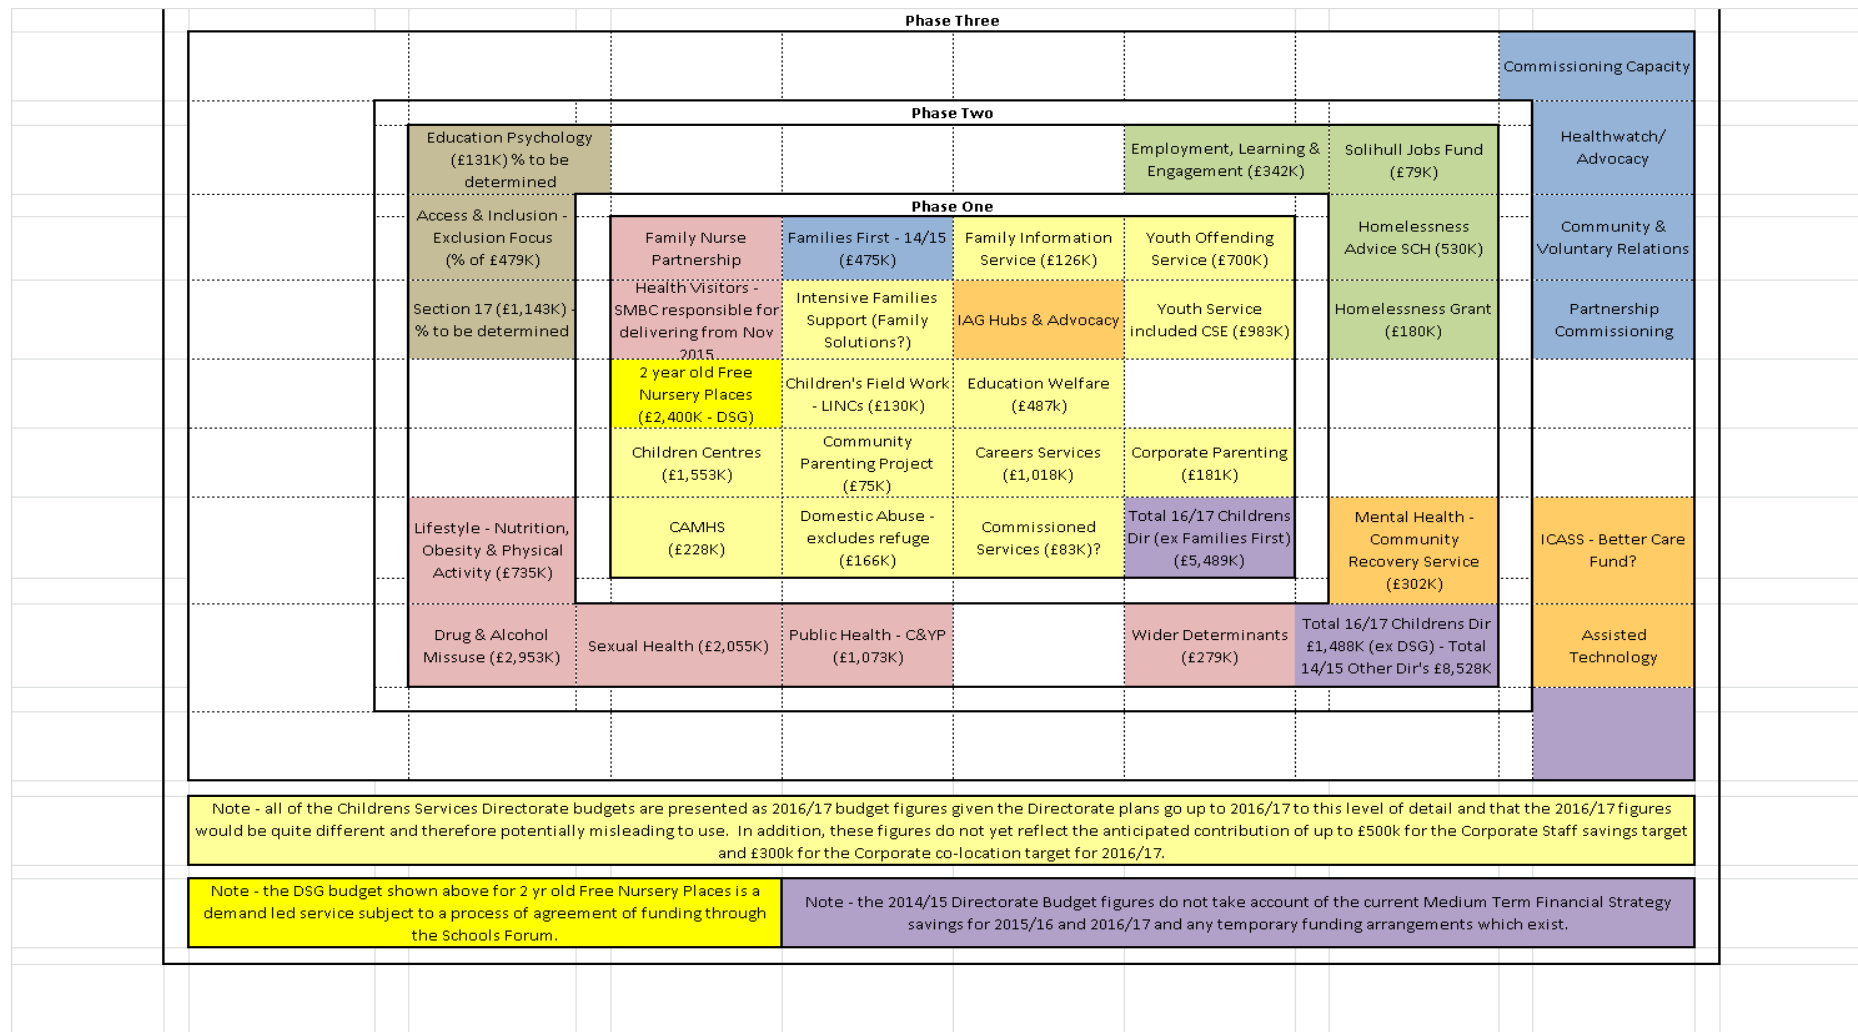 Phase Three
Commissioning Capacity
Phase Two
Education Psychology
(£131K) % to be
determined
Employment, Learning &
Engagement (£342K)
Solihull Jobs Fund
(£79K)
Healthwatch/
Advocacy
Phase One
Access & Inclusion -
Exclusion Focus
(% of £479K)
Family Nurse
Partnership
Families First - 14/15
(£475K)
Family Information
Service (£126K)
Youth Offending
Service (£700K)
Homelessness
Advice SCH (530K)
Community &
Voluntary Relations
Section 17 (£1,143K) -
% to be determined
Health Visitors -
SMBC responsible for
delivering from Nov
2015
Intensive Families
Support (Family
Solutions?)
IAG Hubs & Advocacy
Youth Service
included CSE (£983K)
Homelessness Grant
(£180K)
Partnership
Commissioning
2 year old Free
Nursery Places
(£2,400K - DSG)
Children's Field Work
- LINCs (£130K)
Education Welfare
(£487k)
Children Centres
(£1,553K)
Community
Parenting Project
(£75K)
Careers Services
(£1,018K)
Corporate Parenting
(£181K)
Lifestyle - Nutrition,
Obesity & Physical
Activity (£735K)
CAMHS
(£228K)
Domestic Abuse -
excludes refuge
(£166K)
Commissioned
Services (£83K)?
Total 16/17 Childrens
Dir (ex Families First)
(£5,489K)
Mental Health -
Community
Recovery Service
(£302K)
ICASS - Better Care
Fund?
Drug & Alcohol
Missuse (£2,953K)
Sexual Health (£2,055K)
Public Health - C&YP
(£1,073K)
Wider Determinants
(£279K)
Total 16/17 Childrens Dir
£1,488K (ex DSG) - Total
14/15 Other Dir's £8,528K
Assisted
Technology
Note - all of the Childrens Services Directorate budgets are presented as 2016/17 budget figures given the Directorate plans go up to 2016/17 to this level of detail and that the 2016/17 figures
would be quite different and therefore potentially misleading to use. In addition, these figures do not yet reflect the anticipated contribution of up to £500k for the Corporate Staff savings target
and £300k for the Corporate co-location target for 2016/17.
Note - the DSG budget shown above for 2 yr old Free Nursery Places is a
demand led service subject to a process of agreement of funding through
the Schools Forum.
Note - the 2014/15 Directorate Budget figures do not take account of the current Medium Term Financial Strategy
savings for 2015/16 and 2016/17 and any temporary funding arrangements which exist.